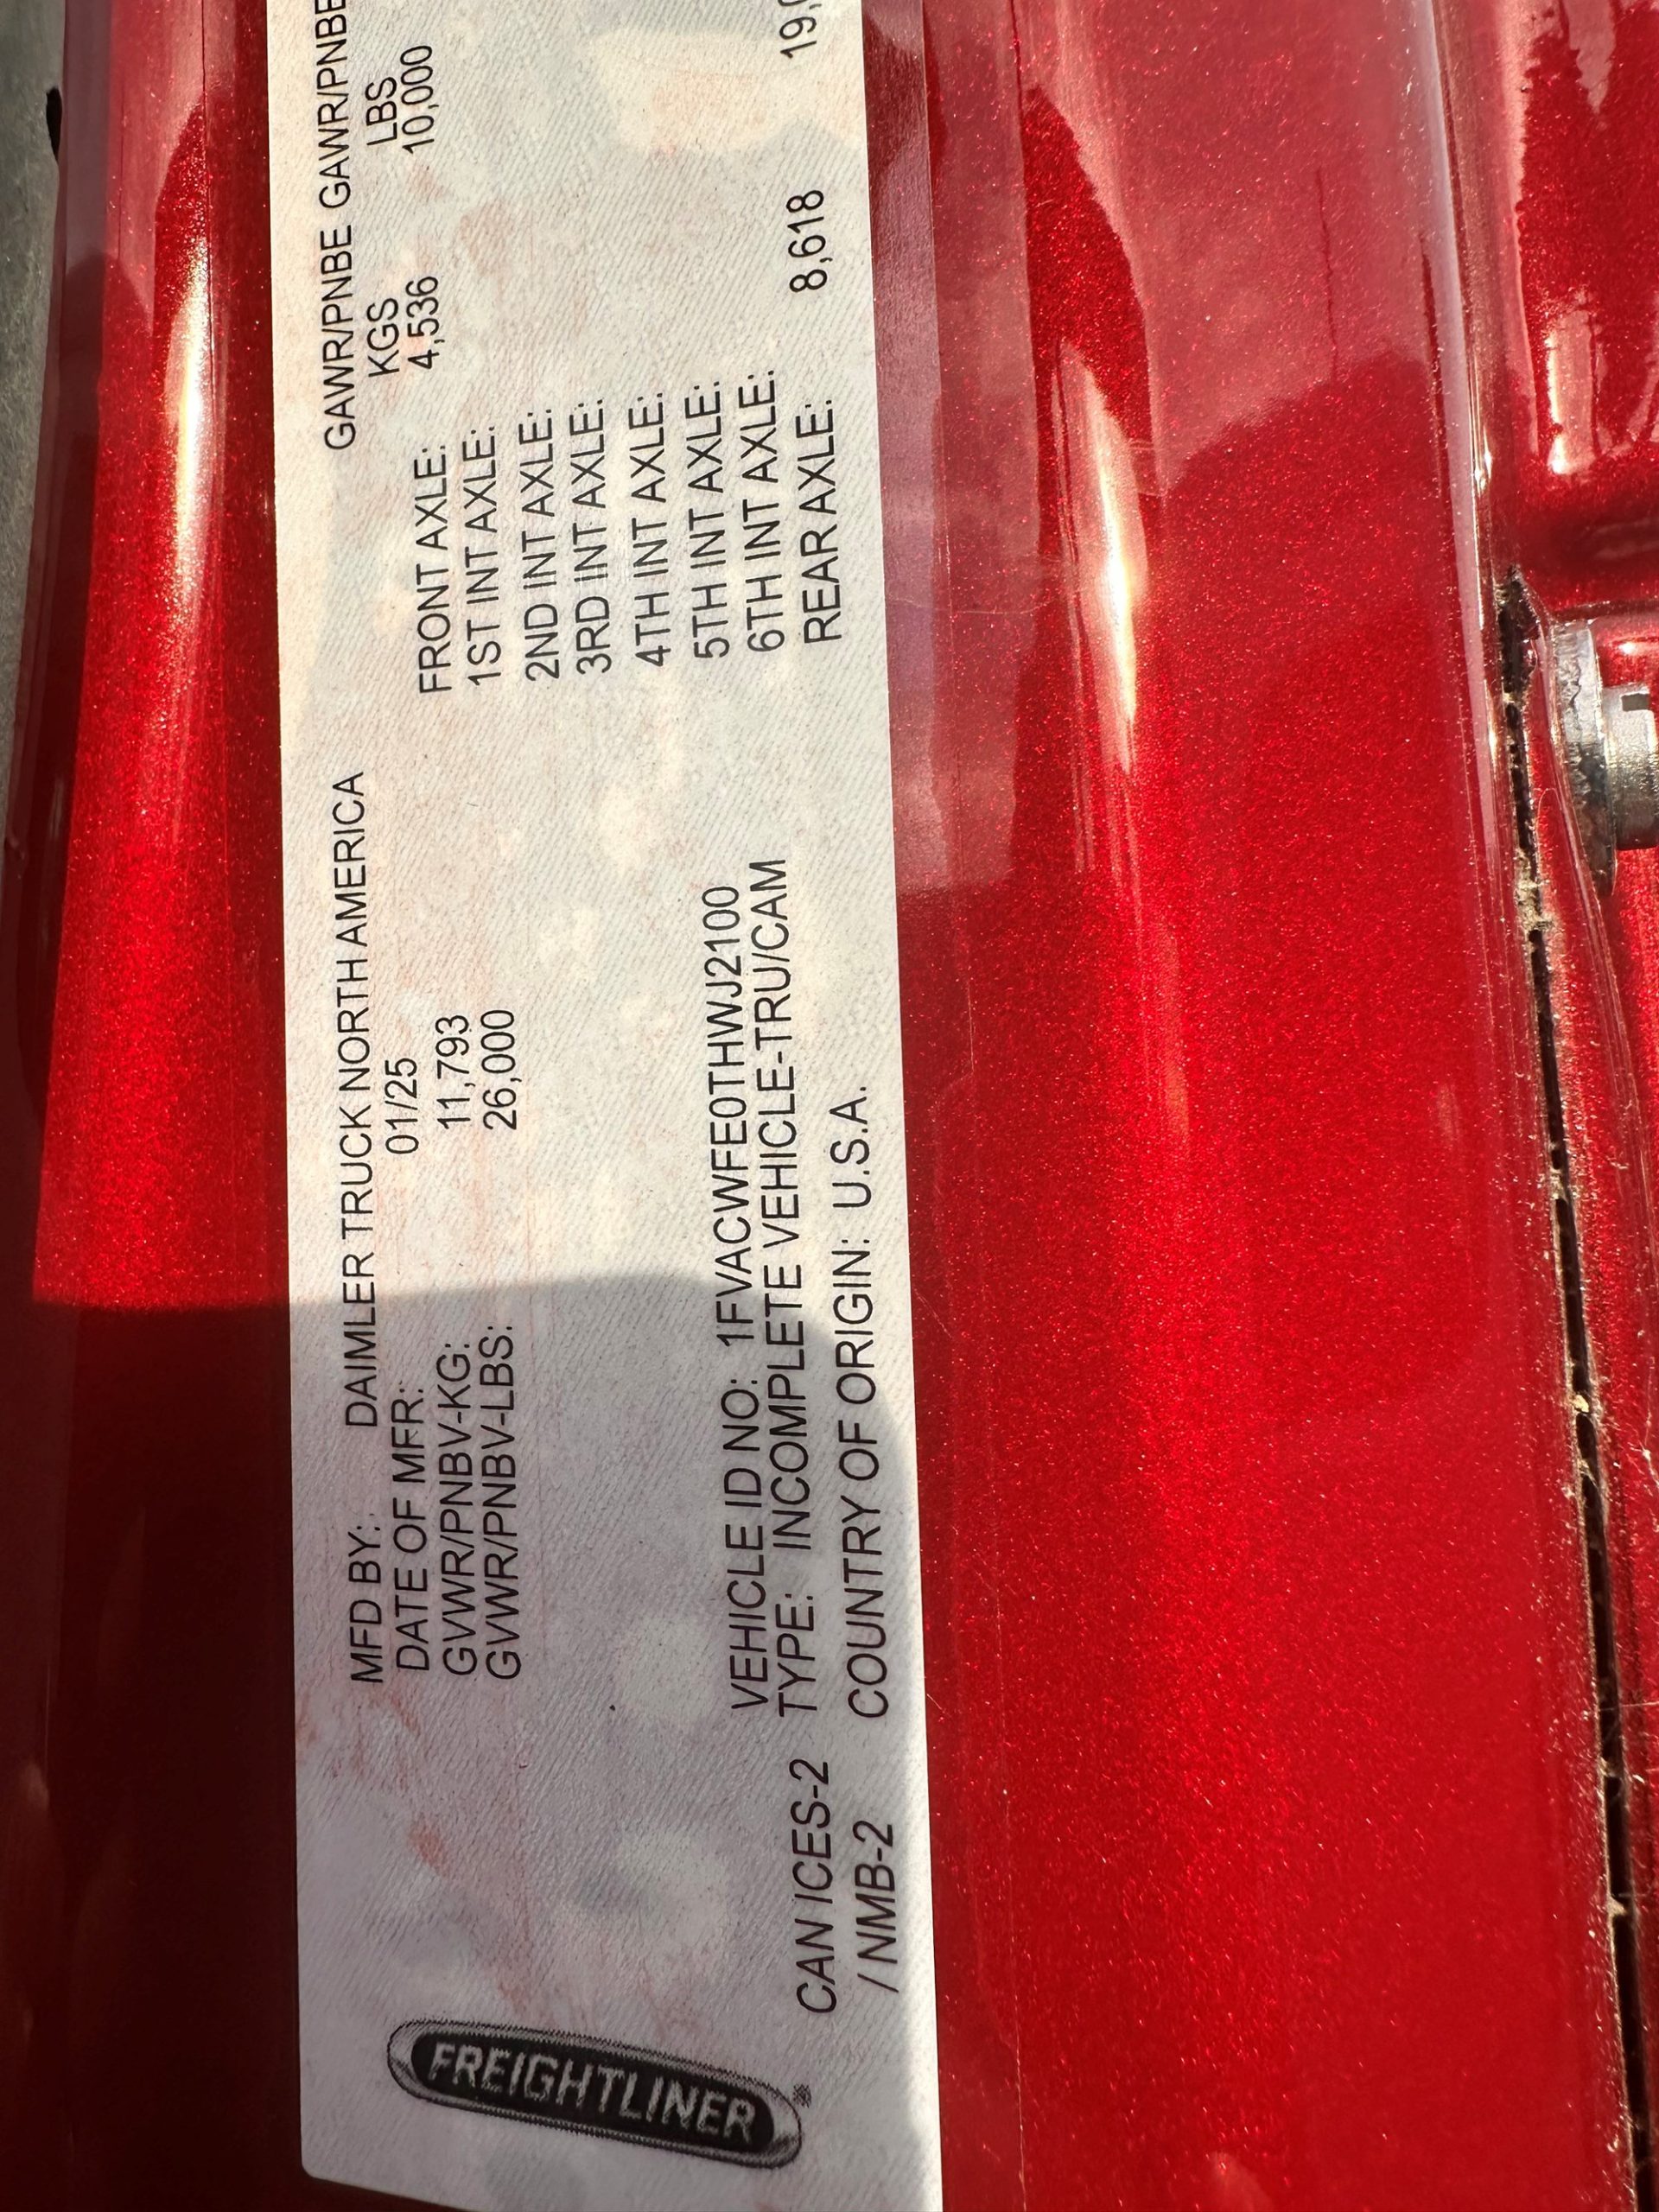 FREIGHTLINER®
MFD BY: DAIMLER TRUCK NORTH AMERICA
DATE OF MFR: 01/25
GVWR/PNBV-KG: 11,793
GVWR/PNBV-LBS: 26,000
VEHICLE ID NO: 1FVACWFE0THWJ2100
CAN ICES-2 TYPE: INCOMPLETE VEHICLE-TRU/CAM
/ NMB-2 COUNTRY OF ORIGIN: U.S.A.
GAWR/PNBE GAWR/PNBE
KGS LBS
FRONT AXLE: 4,536 10,000
1ST INT AXLE:
2ND INT AXLE:
3RD INT AXLE:
4TH INT AXLE:
5TH INT AXLE:
6TH INT AXLE:
REAR AXLE: 8,618